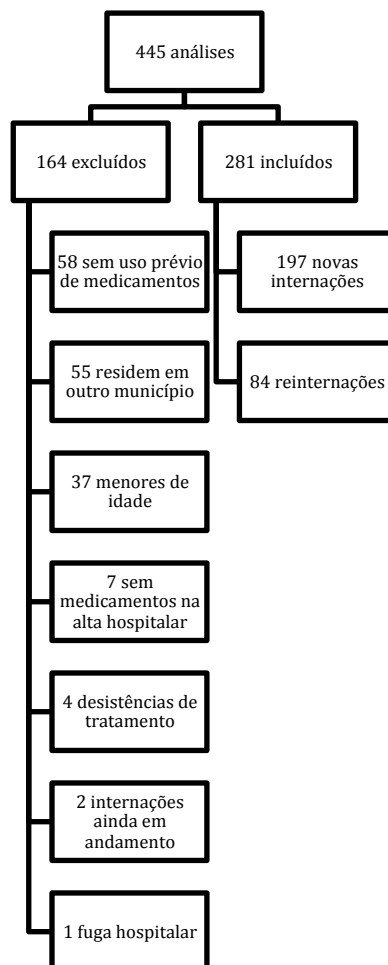 445 análises
164 excluídos
281 incluídos
58 sem uso prévio
de medicamentos
197 novas
internações
55 residem em
outro município
84 reinternações
37 menores de
idade
7 sem
medicamentos na
alta hospitalar
4 desistências de
tratamento
2 internações
ainda em
andamento
1 fuga hospitalar